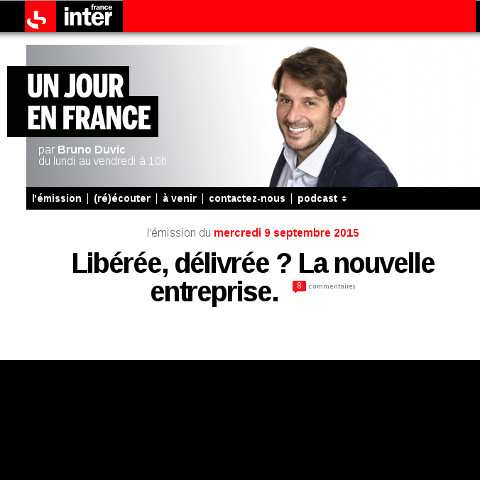 france
inter
UN JOUR
EN FRANCE
par Bruno Duvic
du lundi au vendredi à 10h
l'émission | (ré)écouter | à venir | contactez-nous | podcast
l'émission du mercredi 9 septembre 2015
Libérée, délivrée ? La nouvelle
entreprise. 8 commentaires